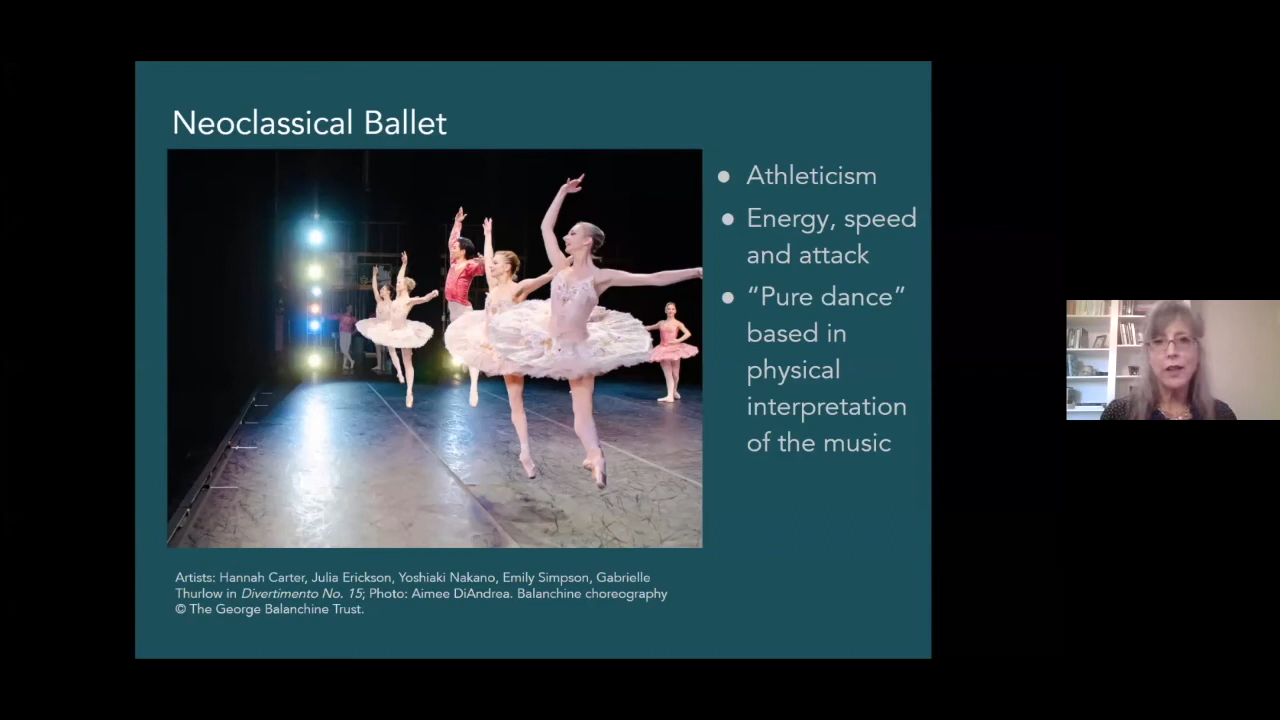 Neoclassical Ballet
● Athleticism
● Energy, speed
and attack
● “Pure dance”
based in
physical
interpretation
of the music
Artists: Hannah Carter, Julia Erickson, Yoshiaki Nakano, Emily Simpson, Gabrielle
Thurlow in Divertimento No. 15; Photo: Aimee DiAndrea. Balanchine choreography
© The George Balanchine Trust.